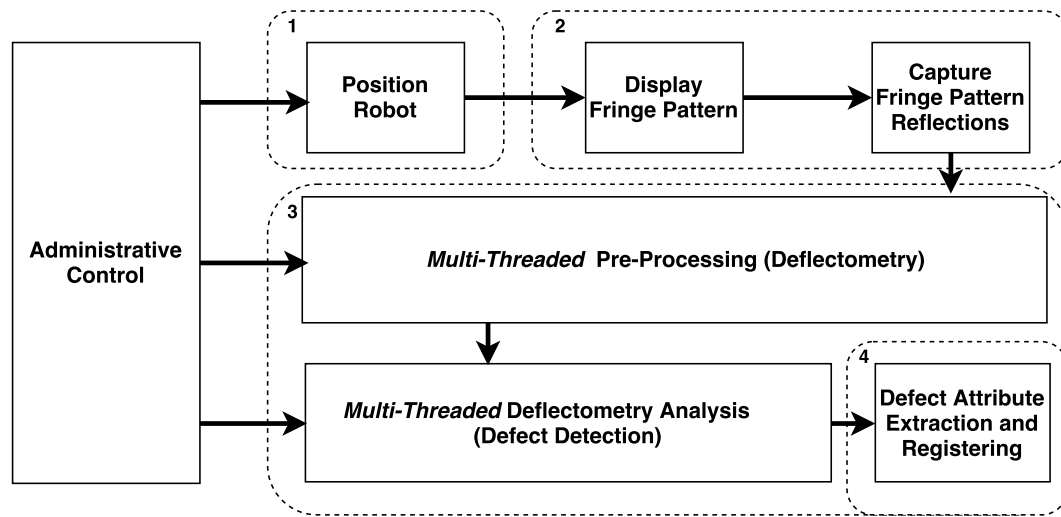 1
2
Position
Robot
Display
Fringe Pattern
Capture
Fringe Pattern
Reflections
Administrative
Control
3
Multi-Threaded Pre-Processing (Deflectometry)
4
Multi-Threaded Deflectometry Analysis
(Defect Detection)
Defect Attribute
Extraction and
Registering